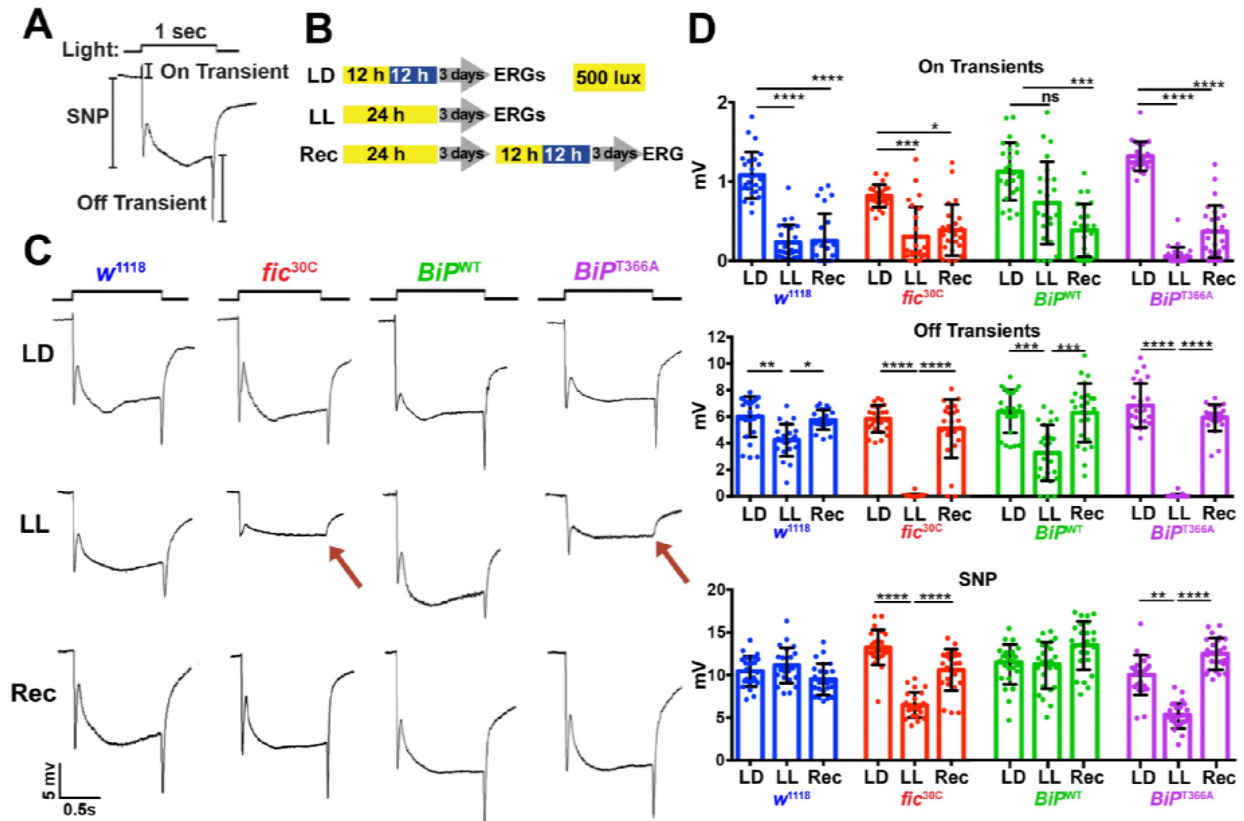 A
Light:
1 sec
On Transient
SNP
Off Transient
B
LD 12 h 12 h 3 days ERGs 500 lux
LL 24 h 3 days ERGs
Rec 24 h 3 days 12 h 12 h 3 days ERG
C
w1118 fic30C BiPWT BiPT366A
LD
LL
Rec
5 mv
0.5s
D
On Transients
**** **** *** * ns *** **** ****
mV
2
1
0
LD LL Rec LD LL Rec LD LL Rec LD LL Rec
w1118 fic30C BiPWT BiPT366A
Off Transients
** * **** **** *** *** **** ****
mV
12
10
8
6
4
2
0
LD LL Rec LD LL Rec LD LL Rec LD LL Rec
w1118 fic30C BiPWT BiPT366A
SNP
**** **** ** ****
mV
20
15
10
5
0
LD LL Rec LD LL Rec LD LL Rec LD LL Rec
w1118 fic30C BiPWT BiPT366A